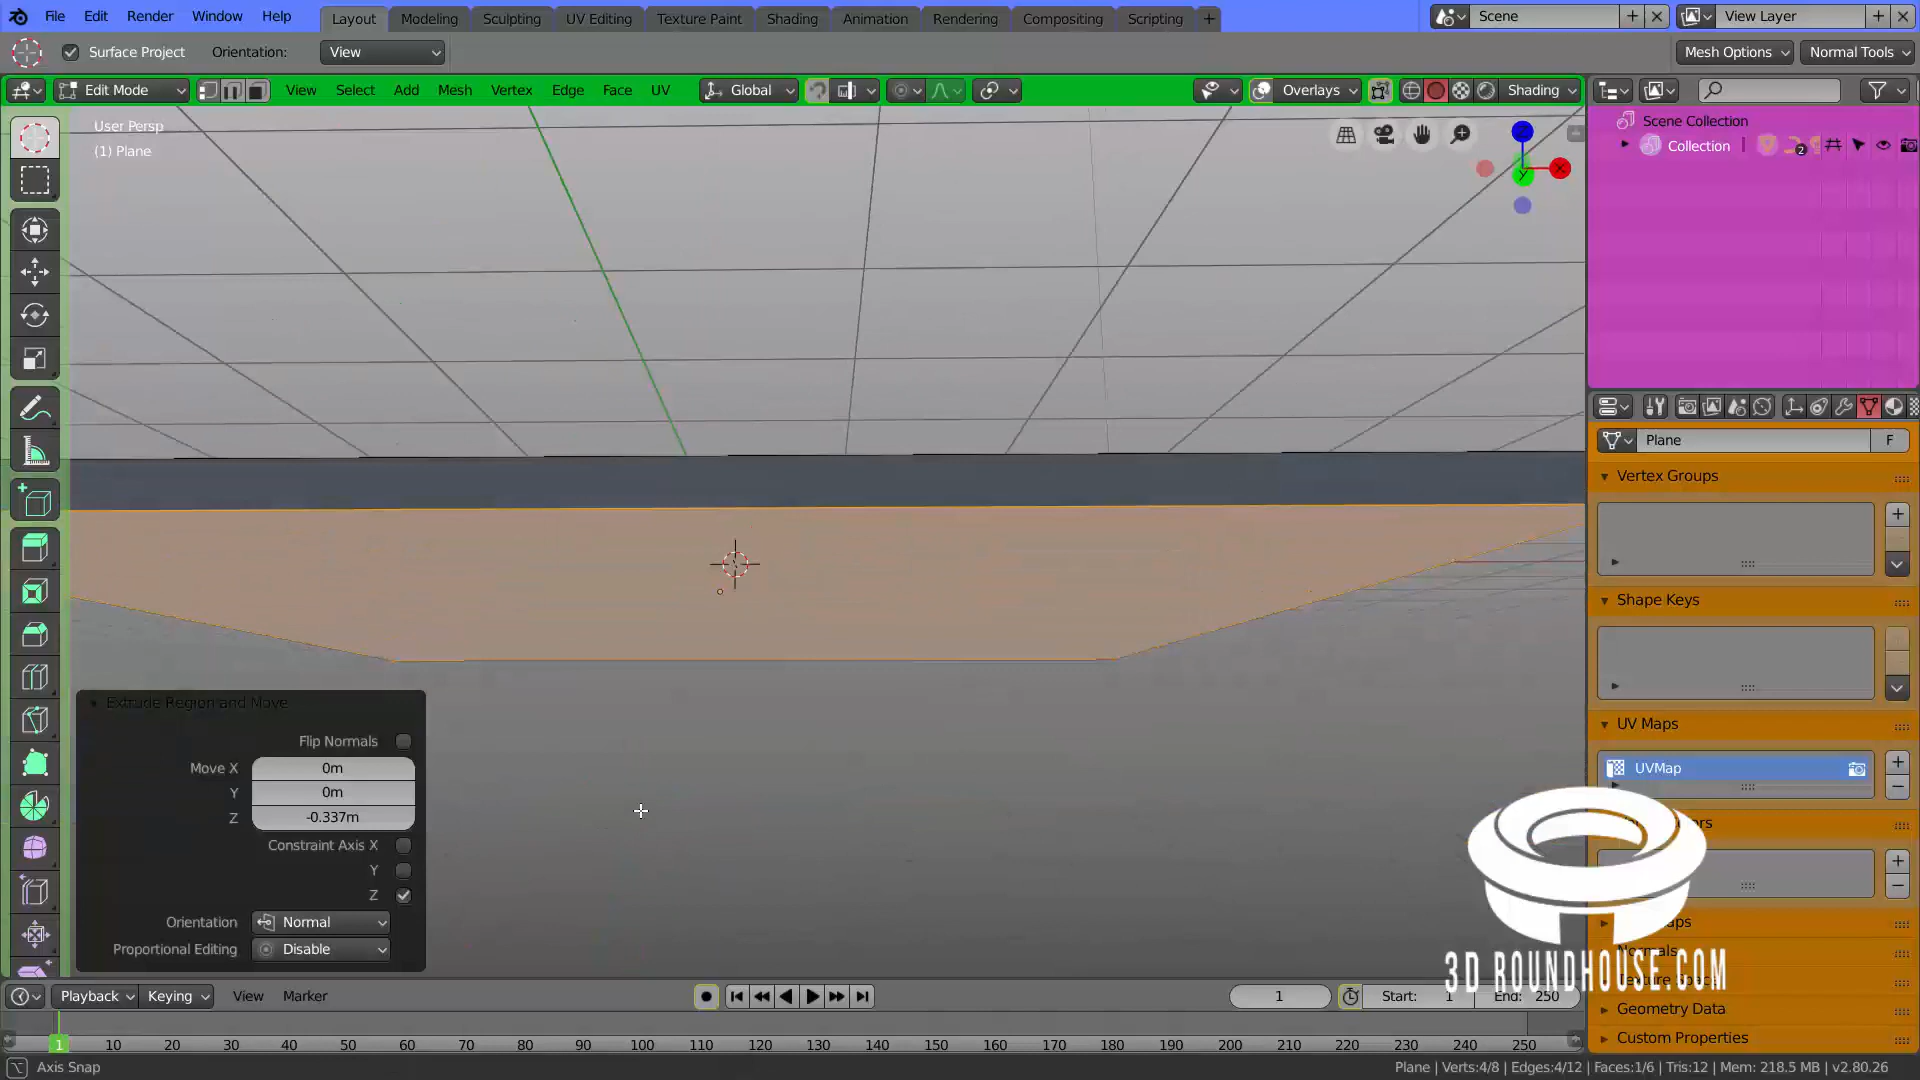 File Edit Render Window Help
Layout Modeling Sculpting UV Editing Texture Paint Shading Animation Rendering Compositing Scripting +
Scene
View Layer
Surface Project Orientation: View
Mesh Options Normal Tools
Edit Mode View Select Add Mesh Vertex Edge Face UV Global Overlays Shading
User Persp
(1) Plane
Z
X
Y
Scene Collection
Collection
2
Plane F
Vertex Groups
Shape Keys
UV Maps
UVMap
Normals
Geometry Data
Custom Properties
Extrude Region and Move
Flip Normals
Move X 0m
Y 0m
Z -0.337m
Constraint Axis X
Y
Z
Orientation Normal
Proportional Editing Disable
3D ROUNDHOUSE.COM
Playback Keying View Marker
1 Start: 1 End: 250
1 10 20 30 40 50 60 70 80 90 100 110 120 130 140 150 160 170 180 190 200 210 220 230 240 250
Axis Snap
Plane | Verts:4/8 | Edges:4/12 | Faces:1/6 | Tris:12 | Mem: 218.5 MB | v2.80.26